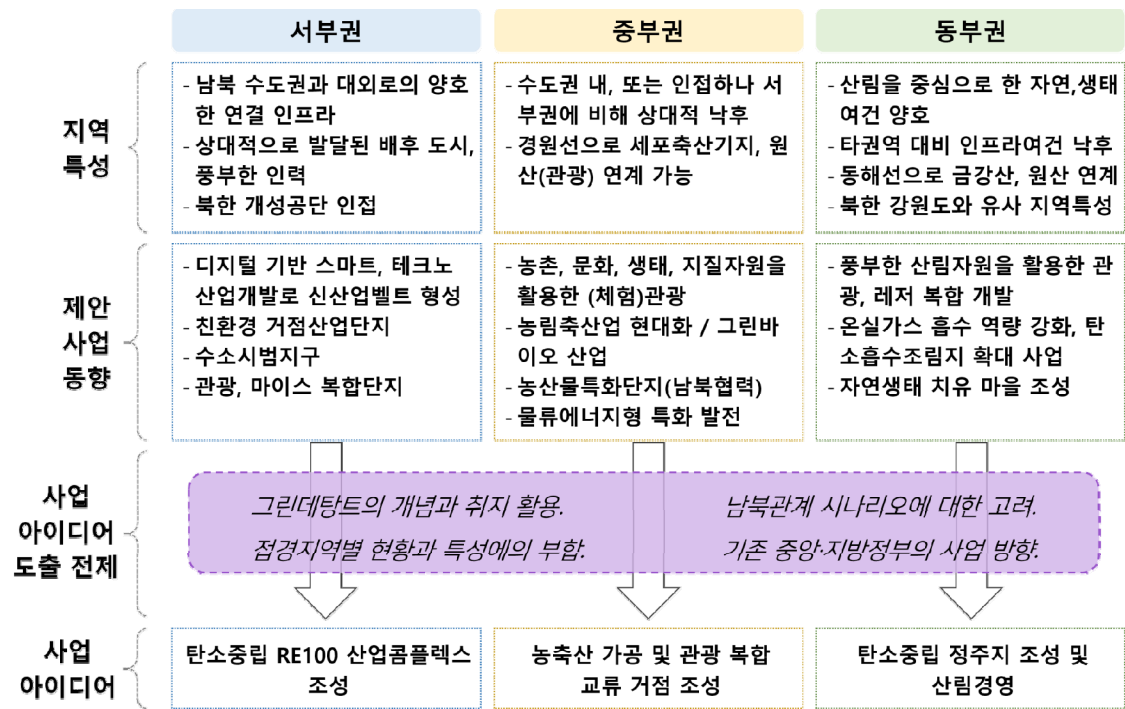 서부권
중부권
동부권
지역
특성
- 남북 수도권과 대외로의 양호
한 연결 인프라
- 상대적으로 발달된 배후 도시,
풍부한 인력
- 북한 개성공단 인접
- 수도권 내, 또는 인접하나 서
부권에 비해 상대적 낙후
- 경원선으로 세포축산기지, 원
산(관광) 연계 가능
- 산림을 중심으로 한 자연,생태
여건 양호
- 타권역 대비 인프라여건 낙후
- 동해선으로 금강산, 원산 연계
- 북한 강원도와 유사 지역특성
제안
사업
동향
- 디지털 기반 스마트, 테크노
산업개발로 신산업벨트 형성
- 친환경 거점산업단지
- 수소시범지구
- 관광, 마이스 복합단지
- 농촌, 문화, 생태, 지질자원을
활용한 (체험)관광
- 농림축산업 현대화 / 그린바
이오 산업
- 농산물특화단지(남북협력)
- 물류에너지형 특화 발전
- 풍부한 산림자원을 활용한 관
광, 레저 복합 개발
- 온실가스 흡수 역량 강화, 탄
소흡수조림지 확대 사업
- 자연생태 치유 마을 조성
사업
아이디어
도출 전제
그린데탕트의 개념과 취지 활용.
남북관계 시나리오에 대한 고려.
접경지역별 현황과 특성에의 부합.
기존 중앙·지방정부의 사업 방향.
사업
아이디어
탄소중립 RE100 산업콤플렉스
조성
농축산 가공 및 관광 복합
교류 거점 조성
탄소중립 정주지 조성 및
산림경영